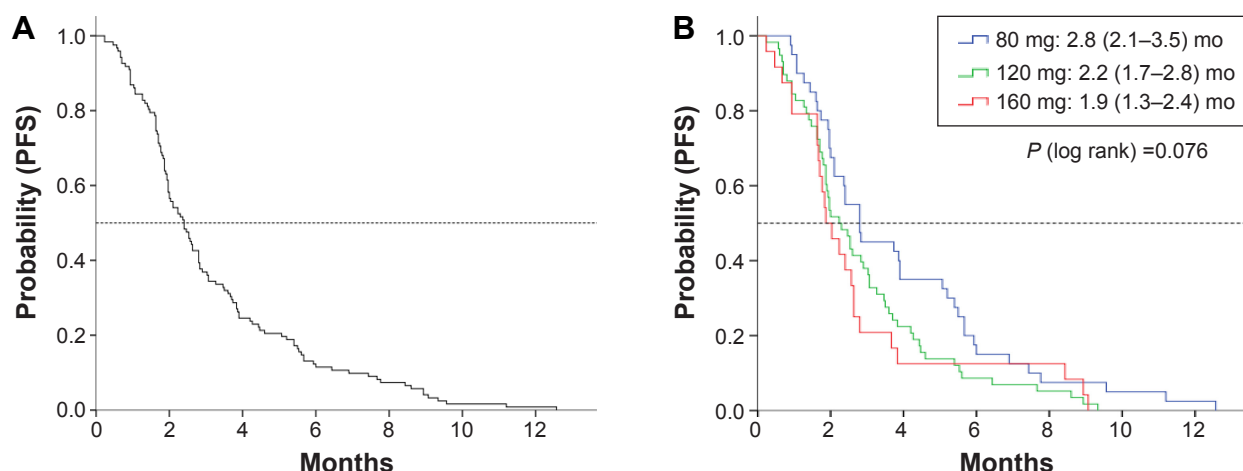 A
Probability (PFS)
1.0
0.8
0.6
0.4
0.2
0.0
0 2 4 6 8 10 12
Months
B
Probability (PFS)
1.0
0.8
0.6
0.4
0.2
0.0
0 2 4 6 8 10 12
Months
80 mg: 2.8 (2.1–3.5) mo
120 mg: 2.2 (1.7–2.8) mo
160 mg: 1.9 (1.3–2.4) mo
P (log rank) =0.076